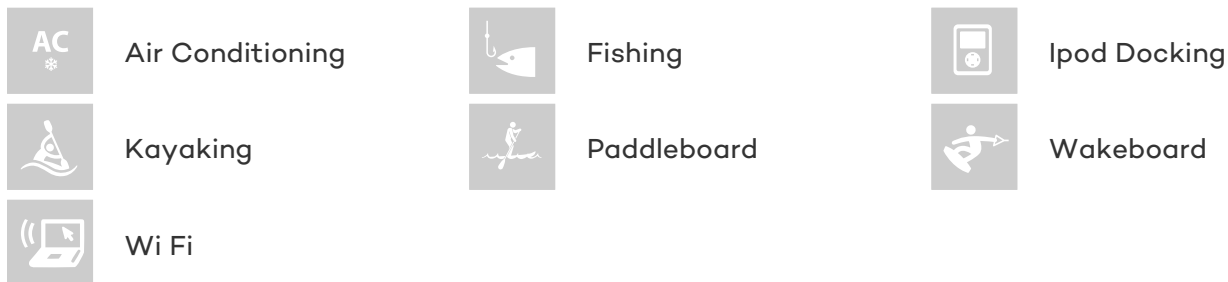 AC
Air Conditioning
Fishing
Ipod Docking
Kayaking
Paddleboard
Wakeboard
Wi Fi